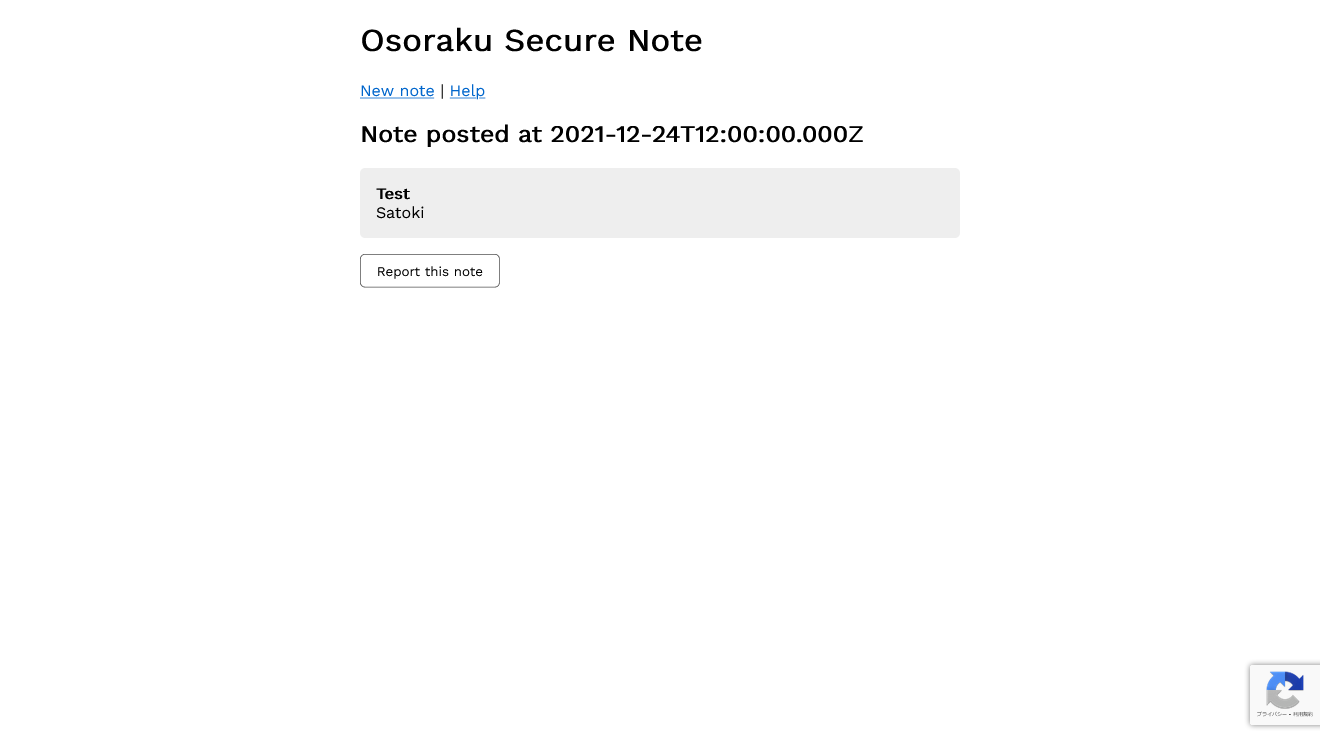 Osoraku Secure Note
New note | Help
Note posted at 2021-12-24T12:00:00.000Z
Test
Satoki
Report this note
プライバシー - 利用規約